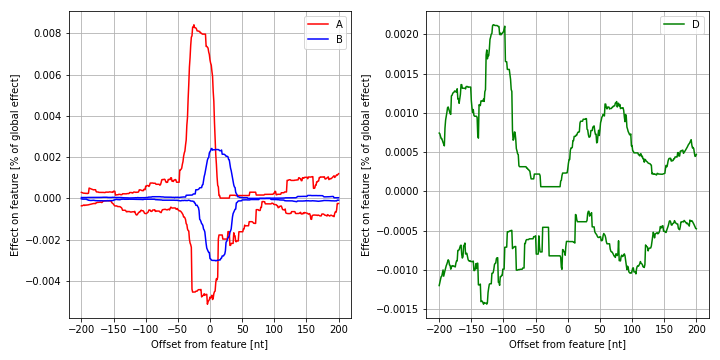 0.008
0.006
0.004
0.002
0.000
−0.002
−0.004
Effect on feature [% of global effect]
−200 −150 −100 −50 0 50 100 150 200
Offset from feature [nt]
A
B
0.0020
0.0015
0.0010
0.0005
0.0000
−0.0005
−0.0010
−0.0015
Effect on feature [% of global effect]
−200 −150 −100 −50 0 50 100 150 200
Offset from feature [nt]
D